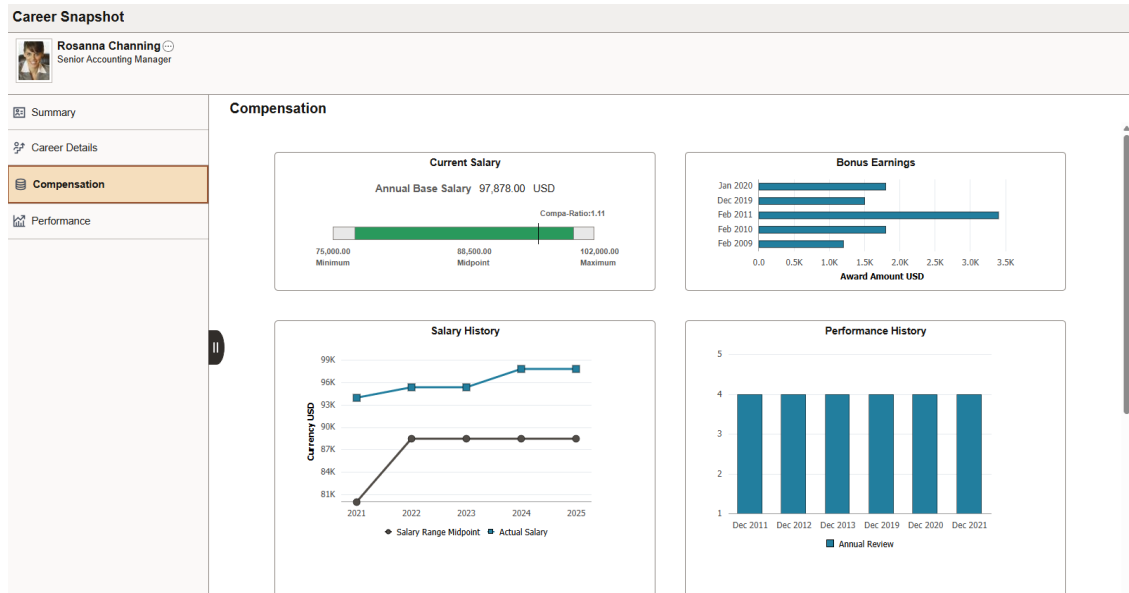 Career Snapshot
Rosanna Channing
Senior Accounting Manager
Summary
Career Details
Compensation
Performance
Compensation
Current Salary
Annual Base Salary 97,878.00 USD
Compa-Ratio:1.11
75,000.00 88,500.00 102,000.00
Minimum Midpoint Maximum
Bonus Earnings
Jan 2020
Dec 2019
Feb 2011
Feb 2010
Feb 2009
0.0 0.5K 1.0K 1.5K 2.0K 2.5K 3.0K 3.5K
Award Amount USD
Salary History
Currency USD
99K
96K
93K
90K
87K
84K
81K
2021 2022 2023 2024 2025
Salary Range Midpoint Actual Salary
Performance History
5
4
3
2
1
Dec 2011 Dec 2012 Dec 2013 Dec 2019 Dec 2020 Dec 2021
Annual Review